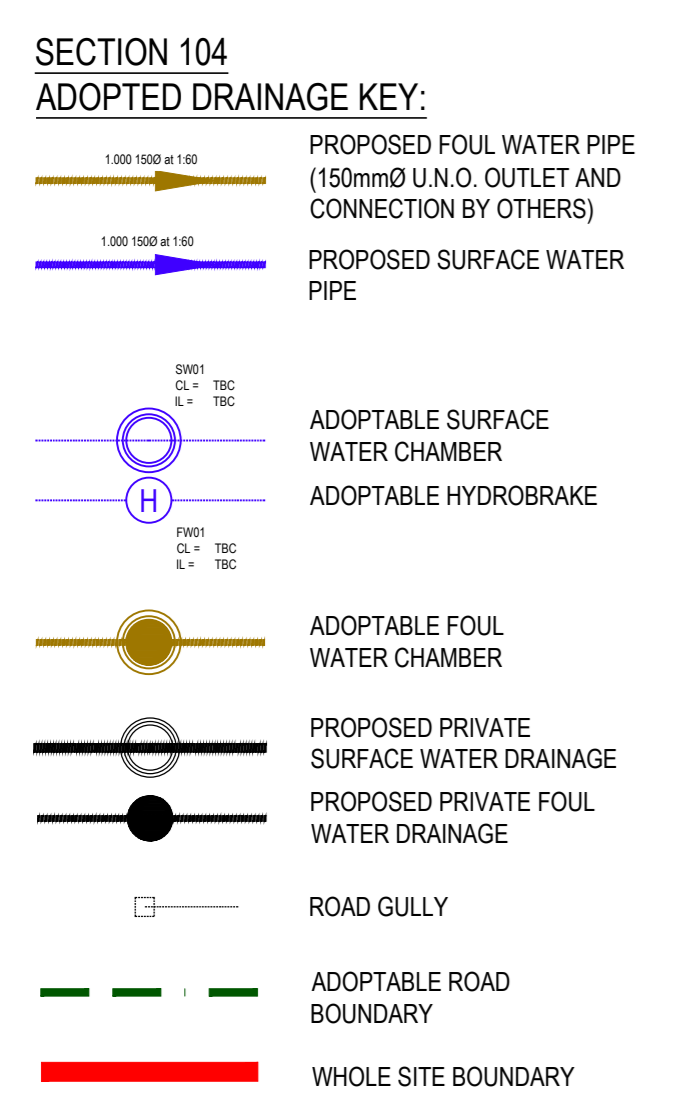 SECTION 104
ADOPTED DRAINAGE KEY:
1.000 150Ø at 1:60
PROPOSED FOUL WATER PIPE
(150mmØ U.N.O. OUTLET AND
CONNECTION BY OTHERS)
1.000 150Ø at 1:60
PROPOSED SURFACE WATER
PIPE
SW01
CL = TBC
IL = TBC
ADOPTABLE SURFACE
WATER CHAMBER
H
ADOPTABLE HYDROBRAKE
FW01
CL = TBC
IL = TBC
ADOPTABLE FOUL
WATER CHAMBER
PROPOSED PRIVATE
SURFACE WATER DRAINAGE
PROPOSED PRIVATE FOUL
WATER DRAINAGE
ROAD GULLY
ADOPTABLE ROAD
BOUNDARY
WHOLE SITE BOUNDARY